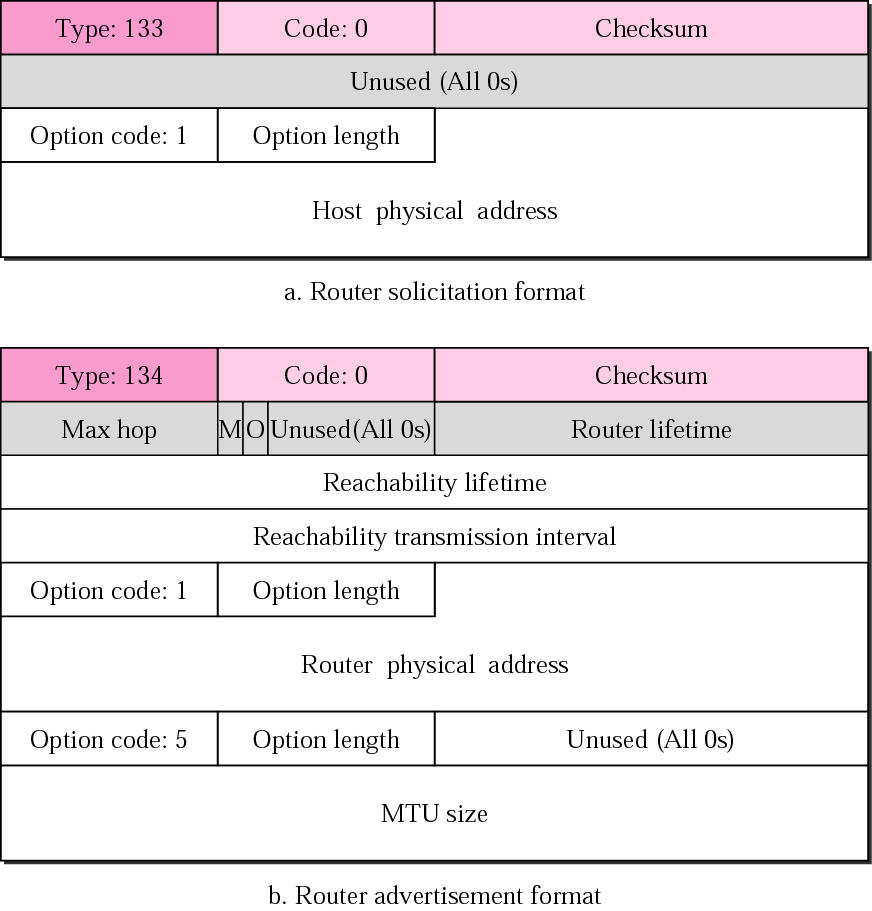 Type: 133 Code: 0 Checksum
Unused (All 0s)
Option code: 1 Option length
Host physical address
a. Router solicitation format
Type: 134 Code: 0 Checksum
Max hop M O Unused(All 0s) Router lifetime
Reachability lifetime
Reachability transmission interval
Option code: 1 Option length
Router physical address
Option code: 5 Option length Unused (All 0s)
MTU size
b. Router advertisement format